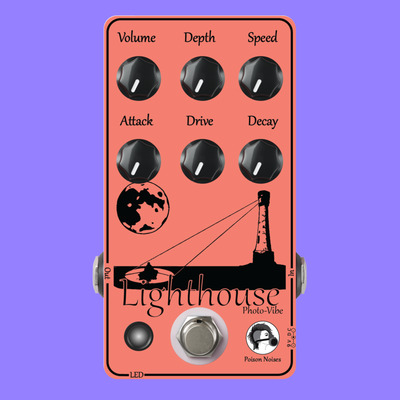 Volume Depth Speed
Attack Drive Decay
Out
In
Lighthouse
Photo-Vibe
Poison Noises
LED